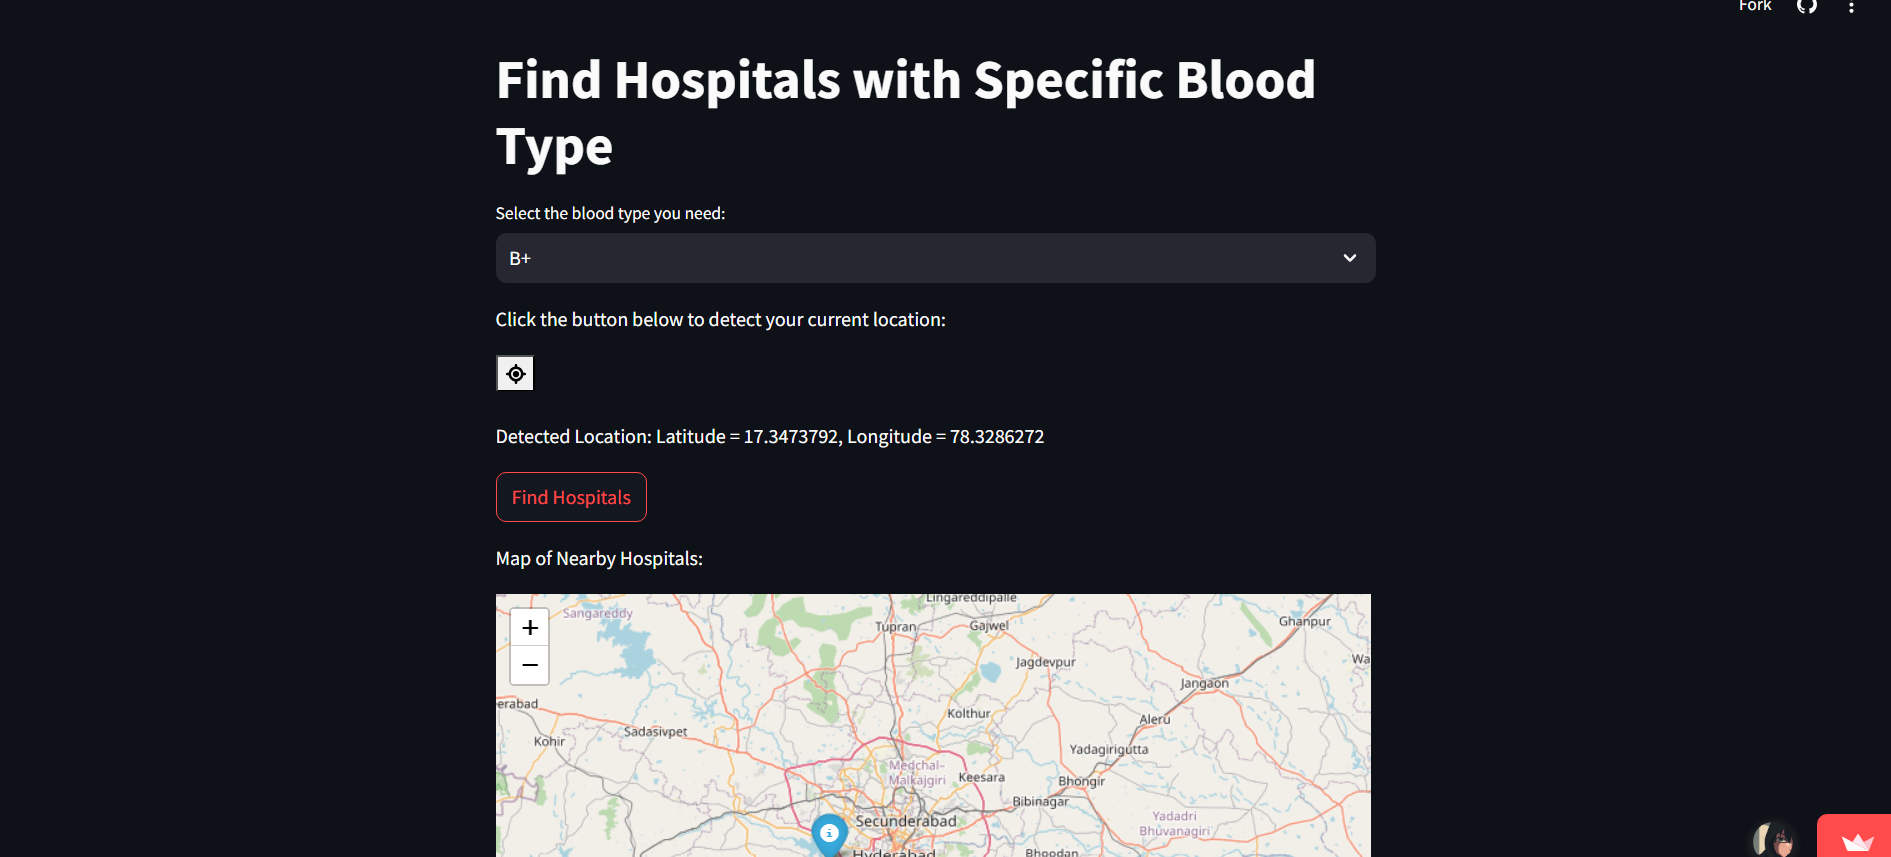 Fork
Find Hospitals with Specific Blood
Type
Select the blood type you need:
B+
Click the button below to detect your current location:
Detected Location: Latitude = 17.3473792, Longitude = 78.3286272
Find Hospitals
Map of Nearby Hospitals:
+
−
Sangareddy
Lingareddipalle
Tupran
Gajwel
Ghanpur
Jagdevpur
Wa
Jangaon
erabad
Kolthur
Aleru
Sadasivpet
Kohir
Yadagirigutta
Medchal-
Malkajgiri
Keesara
Bhongir
Bibinagar
Secunderabad
Yadadri
Bhuvanagiri
Hyderabad
Bhoodan